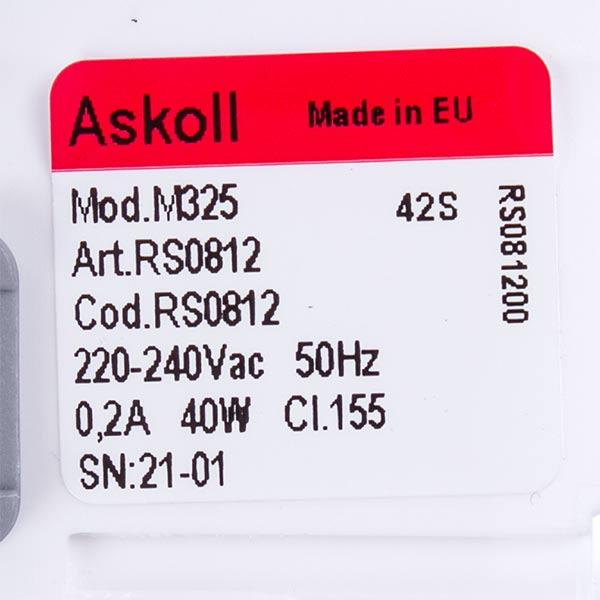 Askoll Made in EU
Mod.M325 42S
Art.RS0812
Cod.RS0812
220-240Vac 50Hz
0,2A 40W Cl.155
SN:21-01
RS081200